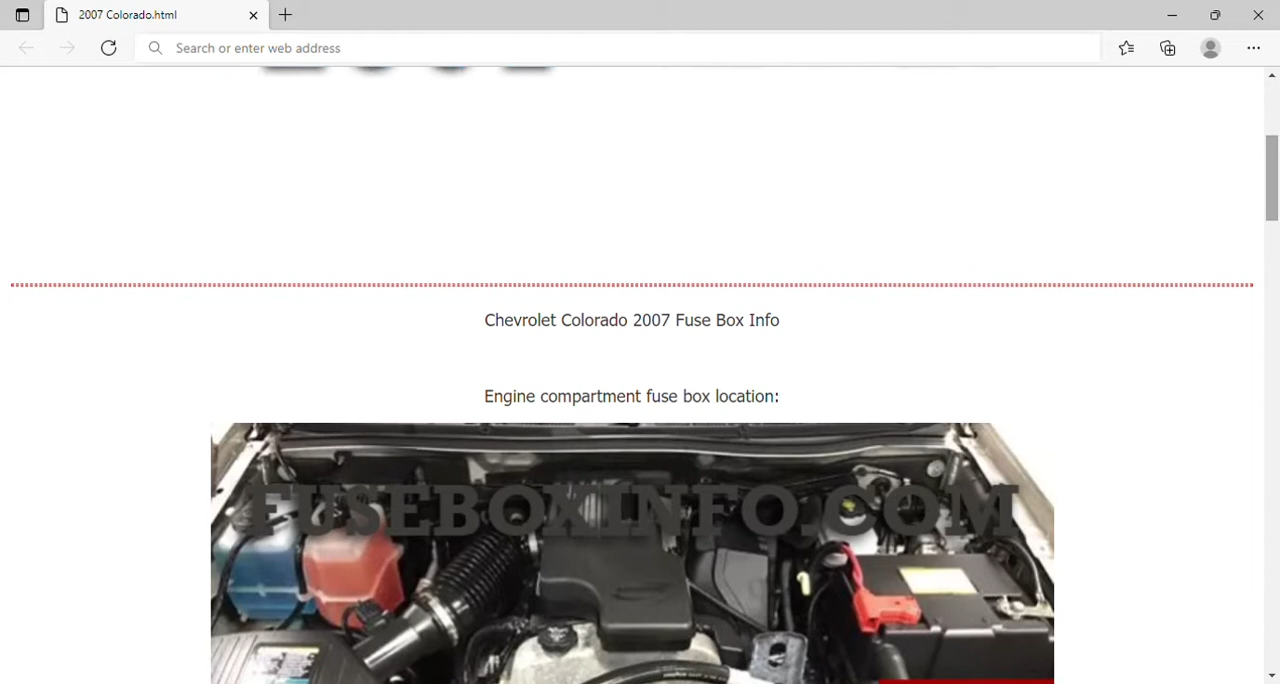 2007 Colorado.html
Search or enter web address
Chevrolet Colorado 2007 Fuse Box Info
Engine compartment fuse box location:
FUSEBOXINFO.COM